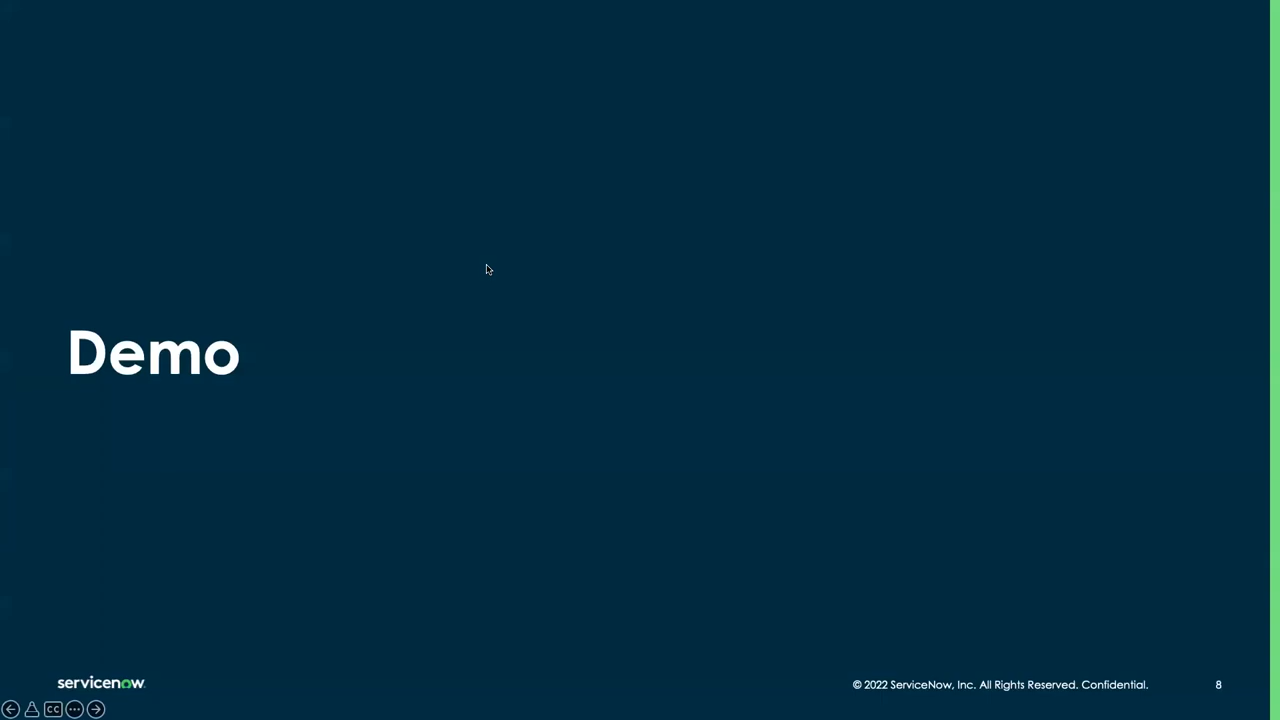 Demo
servicenow.
© 2022 ServiceNow, Inc. All Rights Reserved. Confidential.
8
CC